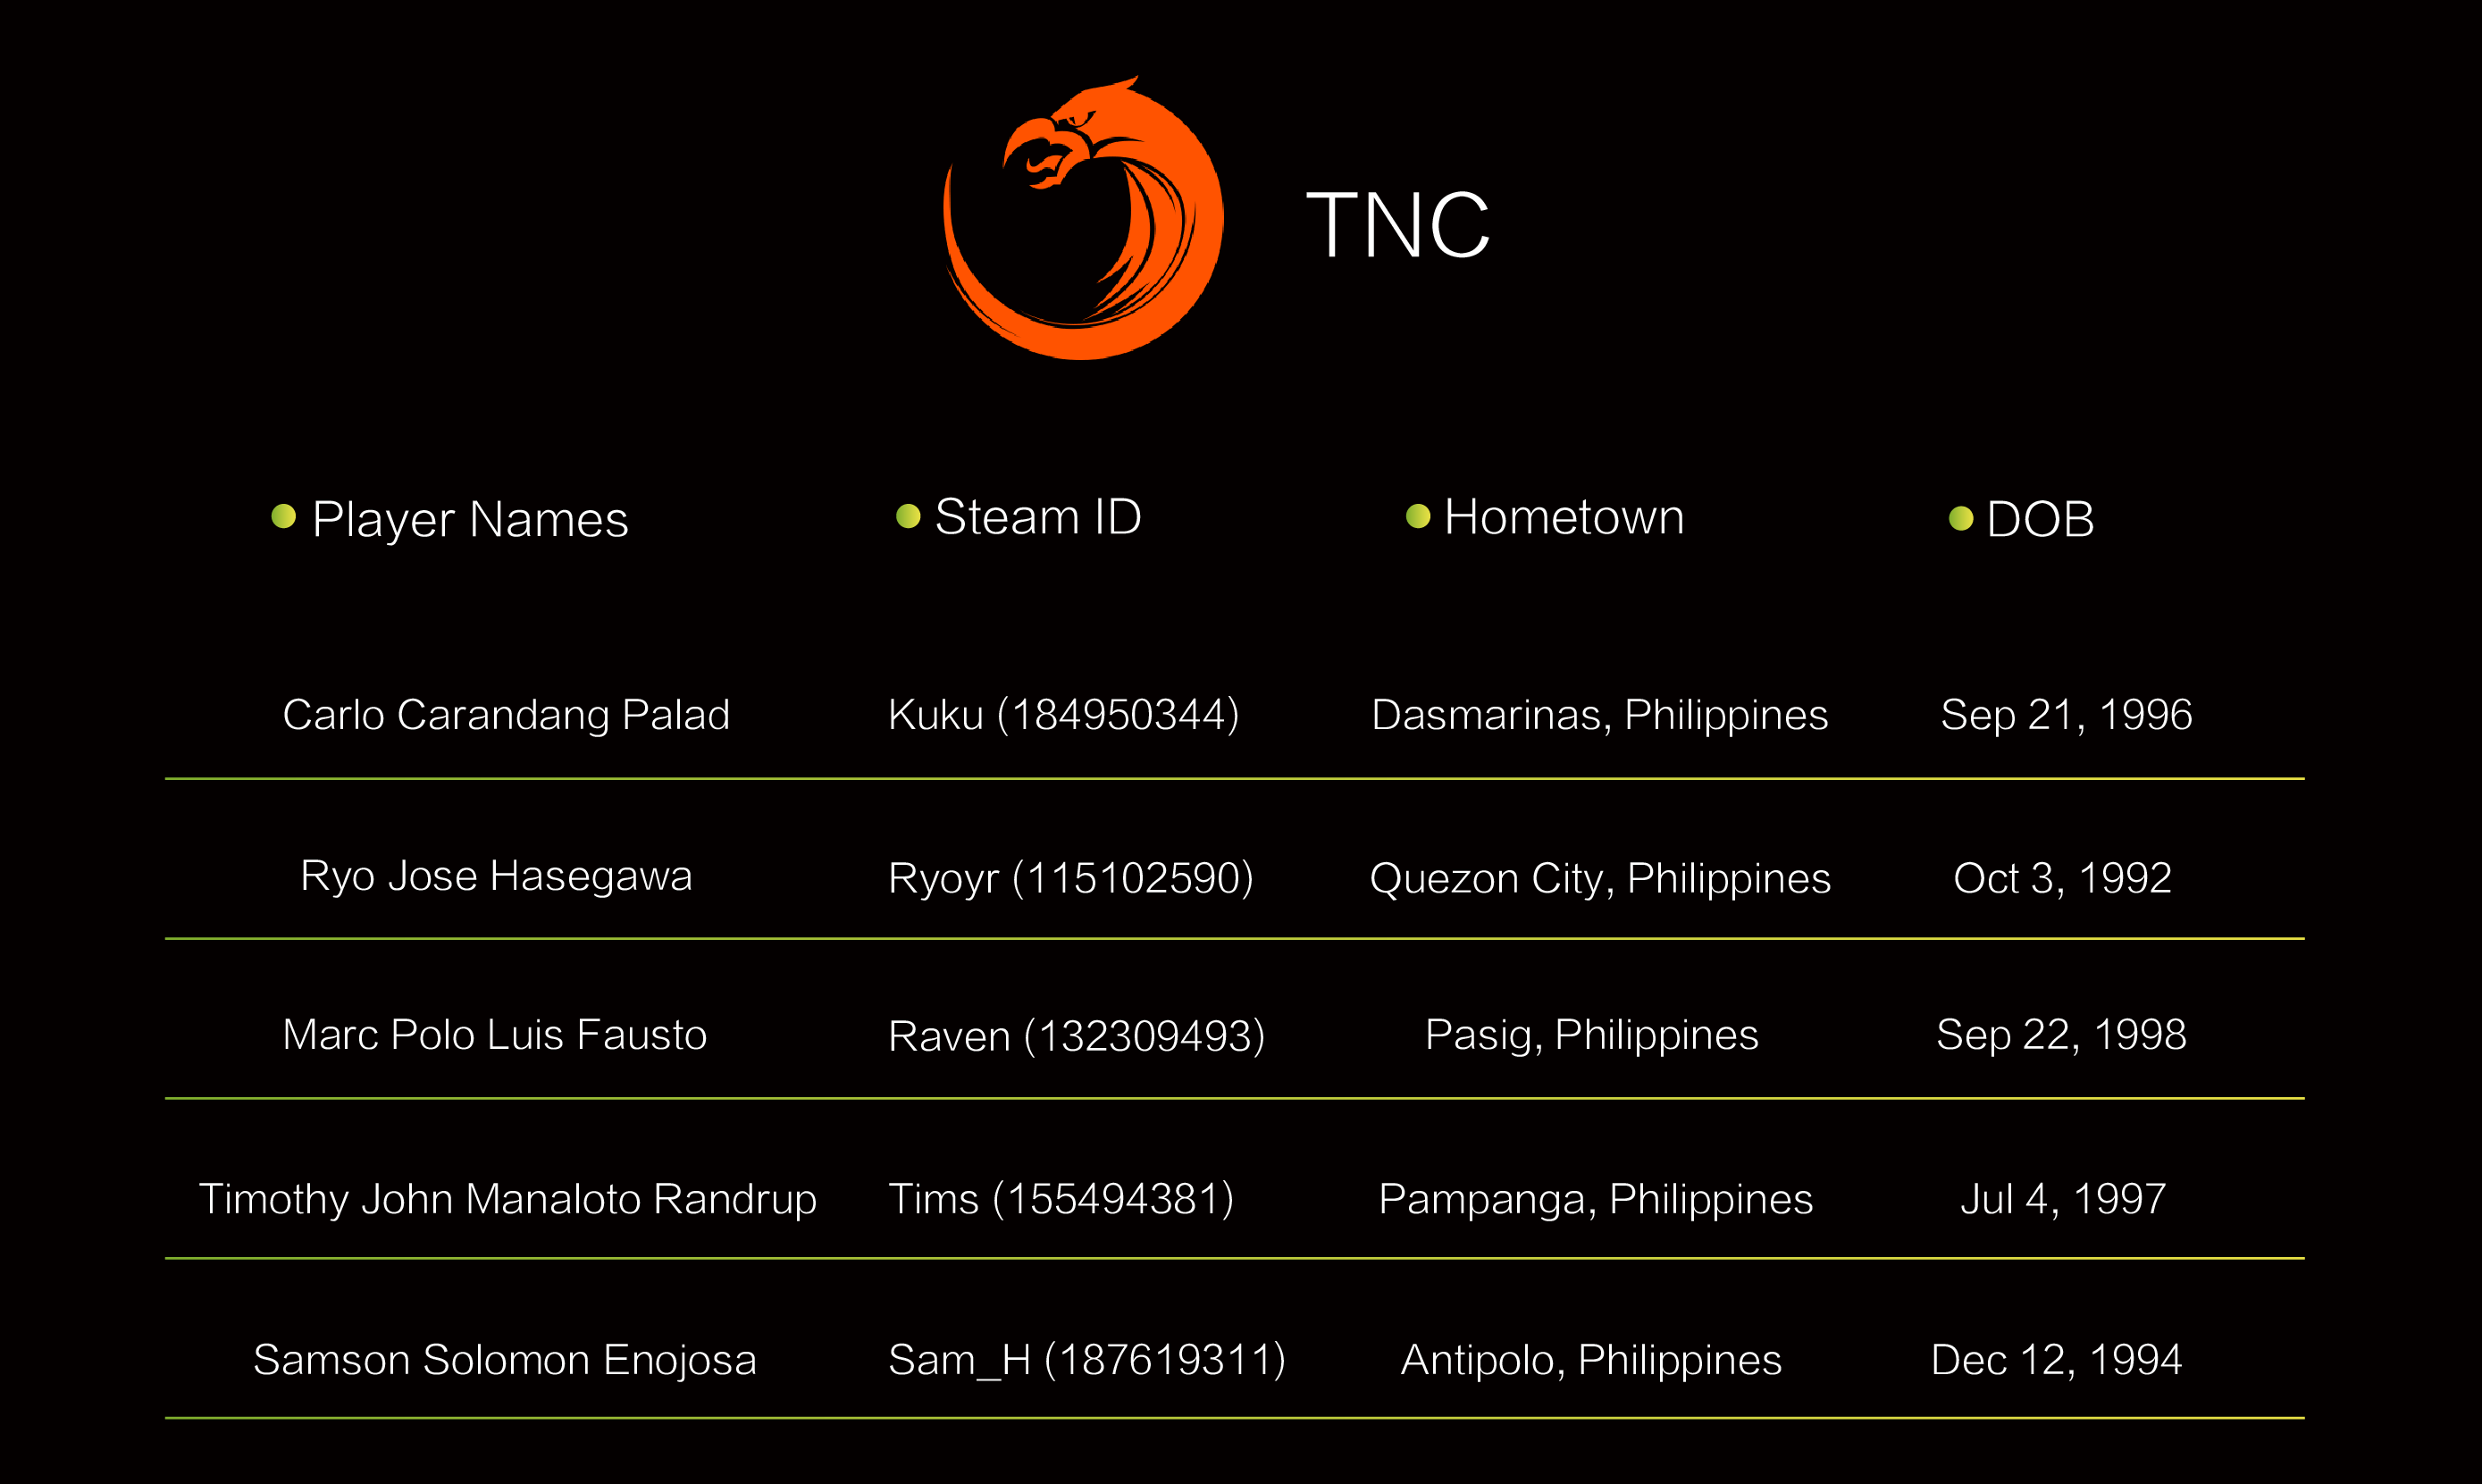 TNC
Player Names Steam ID Hometown DOB
Carlo Carandang Palad Kuku (184950344) Dasmarinas, Philippines Sep 21, 1996
Ryo Jose Hasegawa Ryoyr (115102590) Quezon City, Philippines Oct 3, 1992
Marc Polo Luis Fausto Raven (132309493) Pasig, Philippines Sep 22, 1998
Timothy John Manaloto Randrup Tims (155494381) Pampanga, Philippines Jul 4, 1997
Samson Solomon Enojosa Sam_H (187619311) Antipolo, Philippines Dec 12, 1994